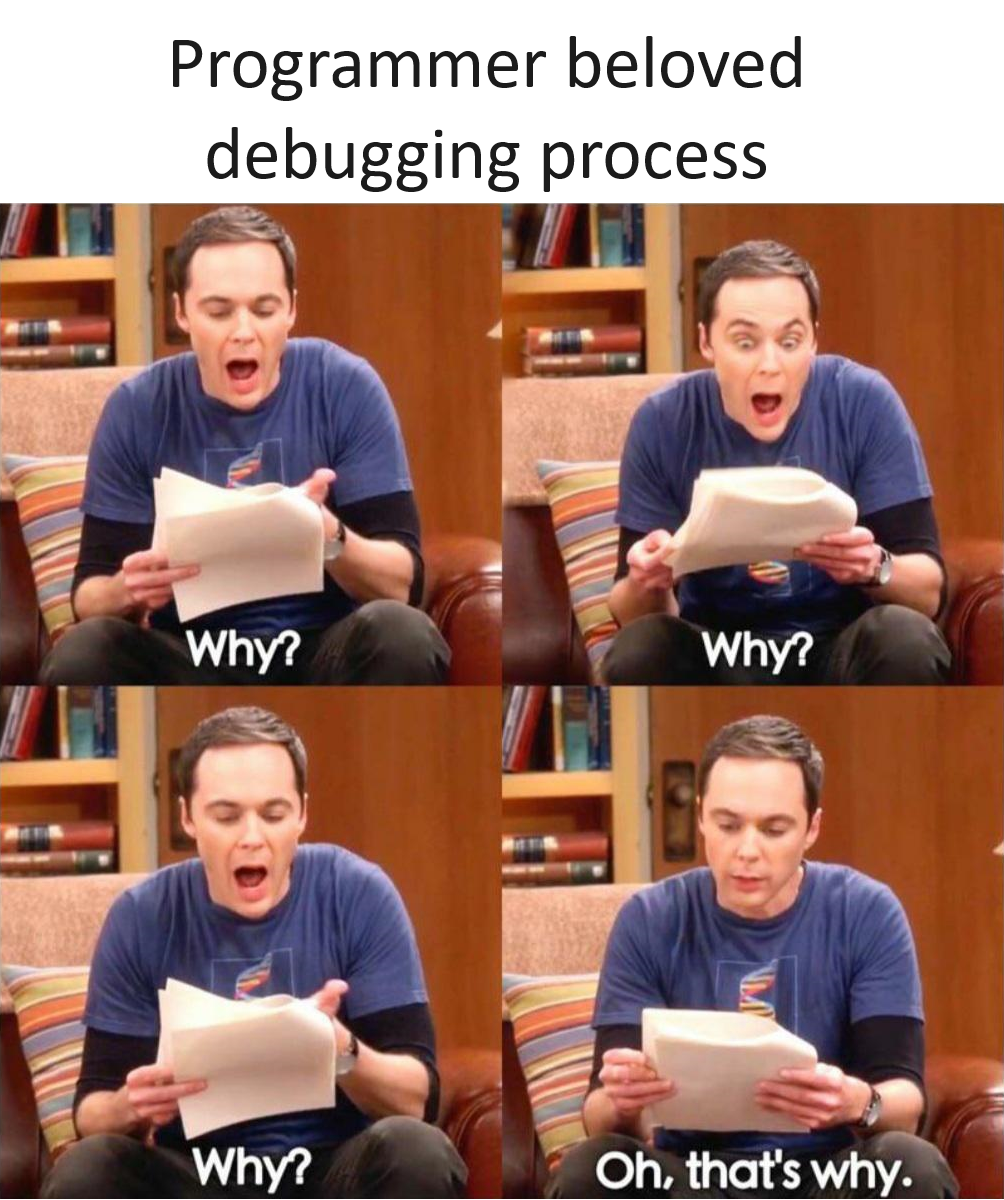 Programmer beloved
debugging process
Why?
Why?
Why?
Oh, that's why.